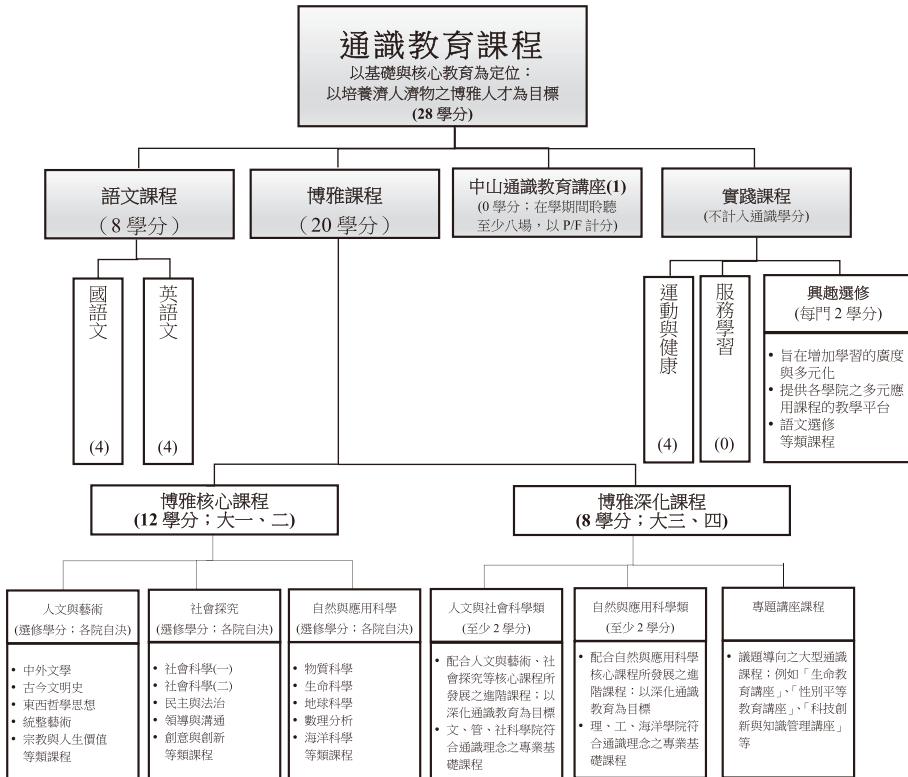 通識教育課程
以基礎與核心教育為定位：
以培養濟人濟物之博雅人才為目標
(28 學分)
語文課程
（8 學分）
博雅課程
（20 學分）
中山通識教育講座(1)
(0 學分；在學期間聆聽
至少八場，以 P/F 計分)
實踐課程
(不計入通識學分)
國語文
(4)
英語文
(4)
運動與健康
(4)
服務學習
(0)
興趣選修
(每門 2 學分)
• 旨在增加學習的廣度
與多元化
• 提供各學院之多元應
用課程的教學平台
• 語文選修
等類課程
博雅核心課程
(12 學分；大一、二)
博雅深化課程
(8 學分；大三、四)
人文與藝術
(選修學分；各院自決)
• 中外文學
• 古今文明史
• 東西哲學思想
• 統整藝術
• 宗教與人生價值
等類課程
社會探究
(選修學分；各院自決)
• 社會科學(一)
• 社會科學(二)
• 民主與法治
• 領導與溝通
• 創意與創新
等類課程
自然與應用科學
(選修學分；各院自決)
• 物質科學
• 生命科學
• 地球科學
• 數理分析
• 海洋科學
等類課程
人文與社會科學類
(至少 2 學分)
• 配合人文與藝術、社
會探究等核心課程所
發展之進階課程；以
深化通識教育為目標
• 文、管、社科學院符
合通識理念之專業基
礎課程
自然與應用科學類
(至少 2 學分)
• 配合自然與應用科學
核心課程所發展之進
階課程；以深化通識
教育為目標
• 理、工、海洋學院符
合通識理念之專業基
礎課程
專題講座課程
• 議題導向之大型通識
課程；例如「生命教
育講座」、「性別平等
教育講座」、「科技創
新與知識管理講座」
等